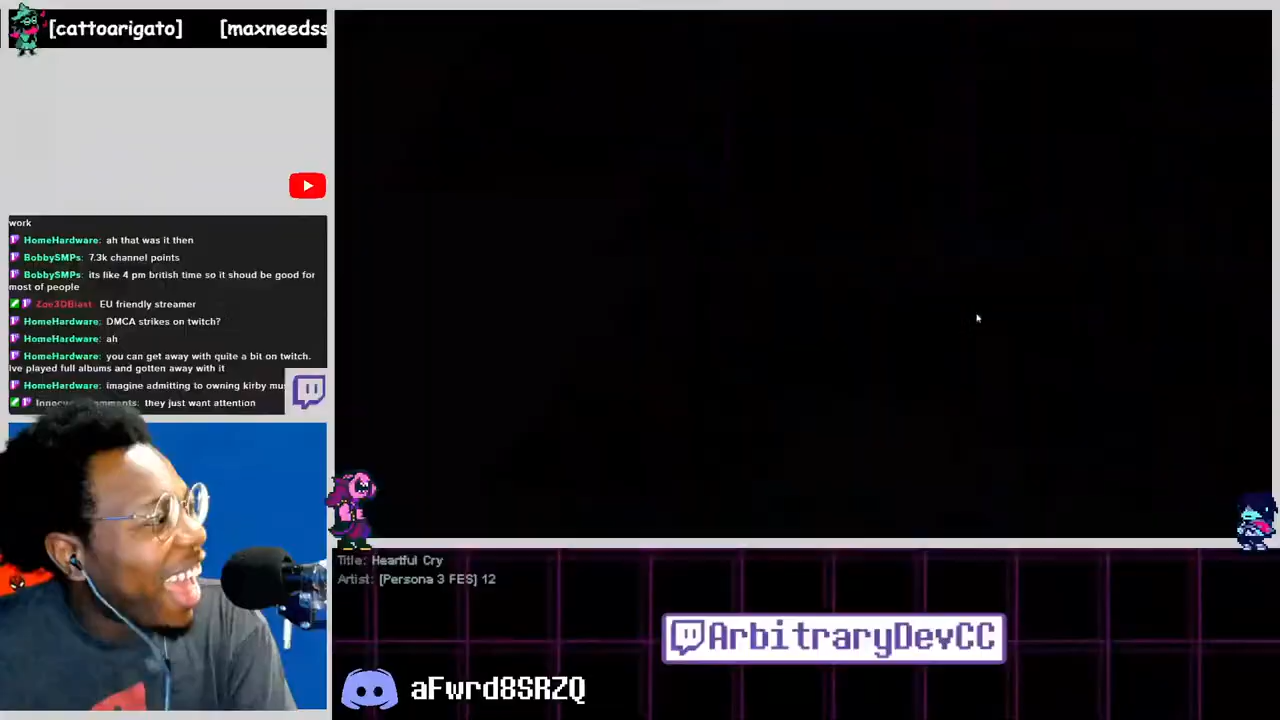 [cattoarigato] [maxneedss
work
HomeHardware: ah that was it then
BobbySMPs: 7.3k channel points
BobbySMPs: its like 4 pm british time so it shoud be good for
most of people
Zoe3DBlast EU friendly streamer
HomeHardware: DMCA strikes on twitch?
HomeHardware: ah
HomeHardware: you can get away with quite a bit on twitch.
Ive played full albums and gotten away with it
HomeHardware: imagine admitting to owning kirby mu
they just want attention
Title: Heartful Cry
Artist: [Persona 3 FES] 12
ArbitraryDevCC
aFwrd8SRZQ